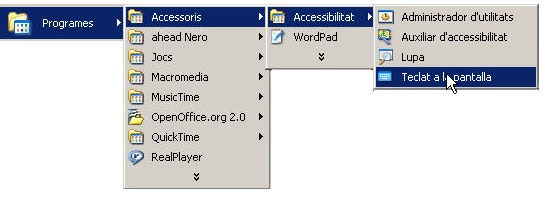 Programes
Accessoris
ahead Nero
Jocs
Macromedia
MusicTime
OpenOffice.org 2.0
QuickTime
RealPlayer
Accessibilitat
WordPad
Administrador d'utilitats
Auxiliar d'accessibilitat
Lupa
Teclat a la pantalla